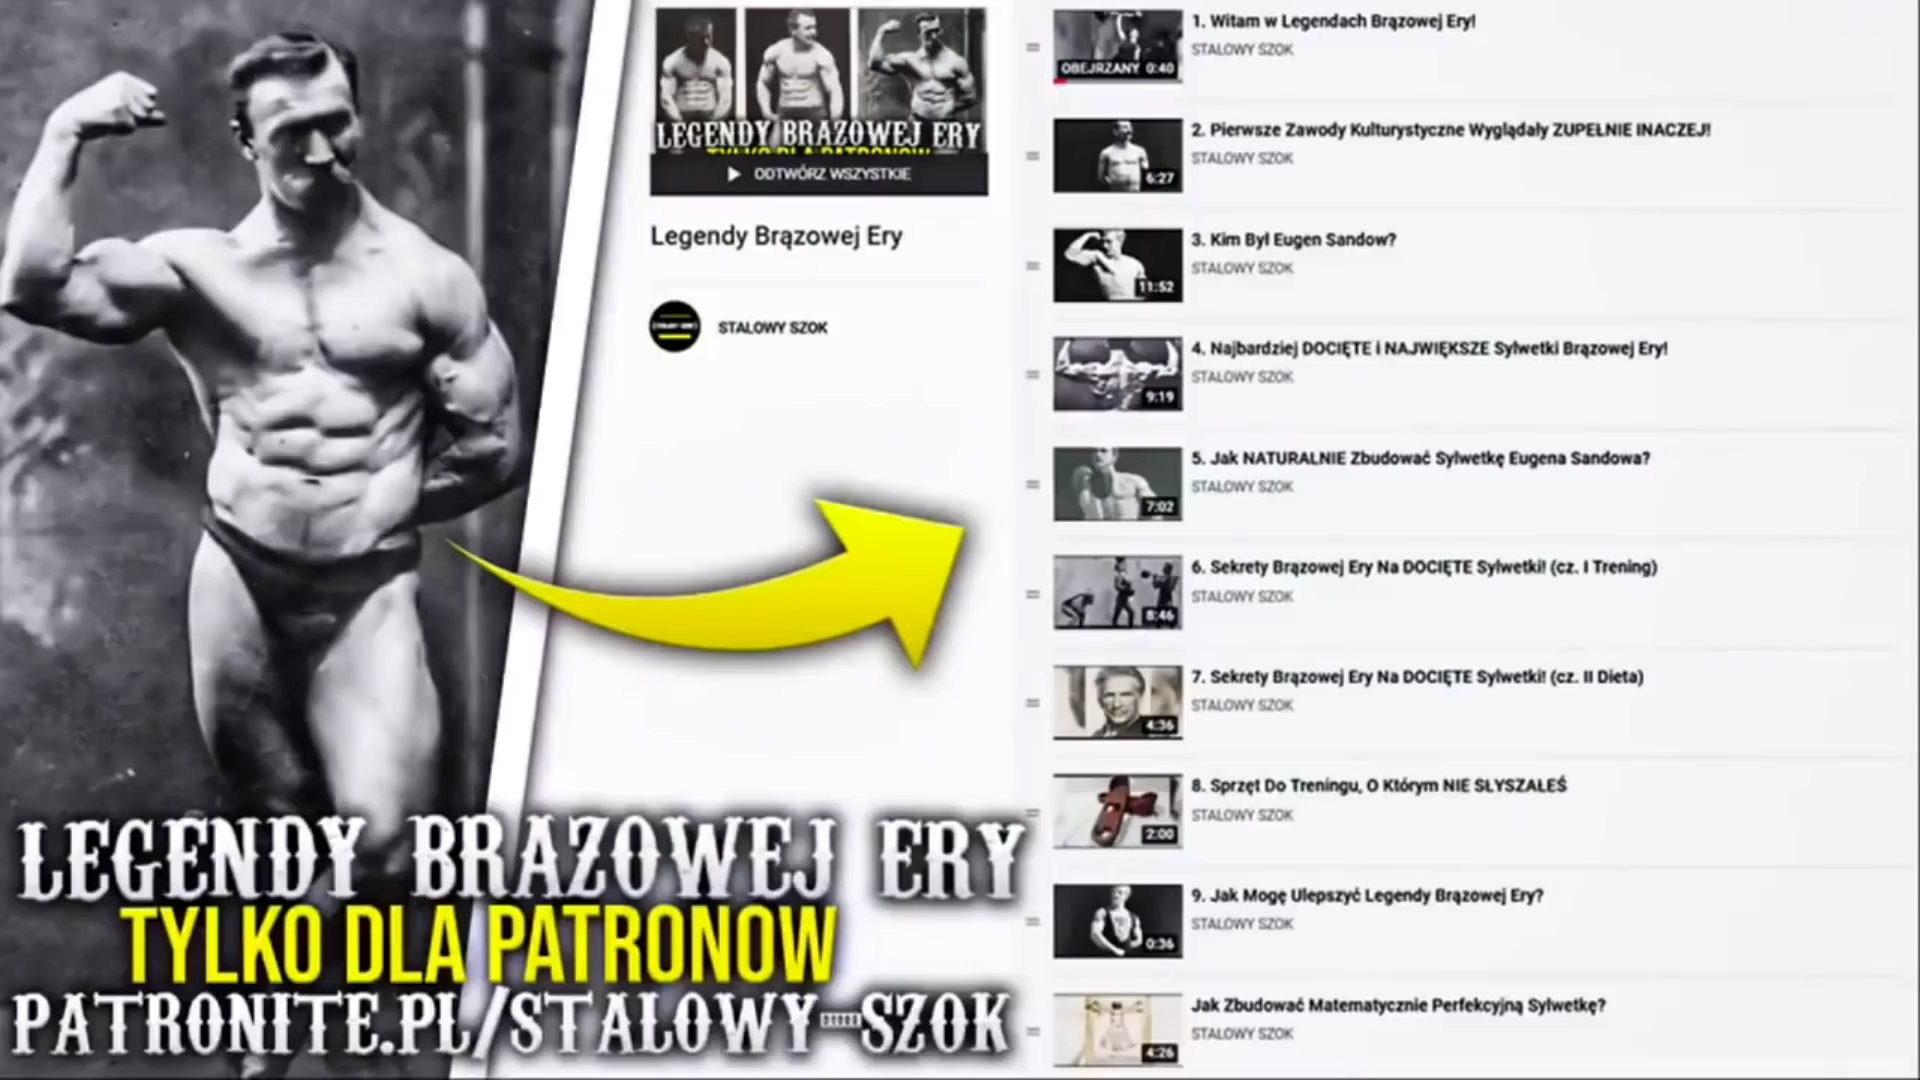 LEGENDY BRĄZOWEJ ERY
TYLKO DLA PATRONOW
ODTWÓRZ WSZYSTKIE
Legendy Brązowej Ery
STALOWY SZOK
1. Witam w Legendach Brązowej Ery!
STALOWY SZOK
OBEJRZANY 0:40
2. Pierwsze Zawody Kulturystyczne Wyglądały ZUPEŁNIE INACZEJ!
STALOWY SZOK
6:27
3. Kim Był Eugen Sandow?
STALOWY SZOK
11:52
4. Najbardziej DOCIĘTE i NAJWIĘKSZE Sylwetki Brązowej Ery!
STALOWY SZOK
9:19
5. Jak NATURALNIE Zbudować Sylwetkę Eugena Sandowa?
STALOWY SZOK
7:02
6. Sekrety Brązowej Ery Na DOCIĘTE Sylwetki! (cz. I Trening)
STALOWY SZOK
8:46
7. Sekrety Brązowej Ery Na DOCIĘTE Sylwetki! (cz. II Dieta)
STALOWY SZOK
4:36
8. Sprzęt Do Treningu, O Którym NIE SŁYSZAŁEŚ
STALOWY SZOK
2:00
9. Jak Mogę Ulepszyć Legendy Brązowej Ery?
STALOWY SZOK
0:36
Jak Zbudować Matematycznie Perfekcyjną Sylwetkę?
STALOWY SZOK
4:26
LEGENDY BRAZOWEJ ERY
TYLKO DLA PATRONOW
PATRONITE.PL/STALOWY-SZOK